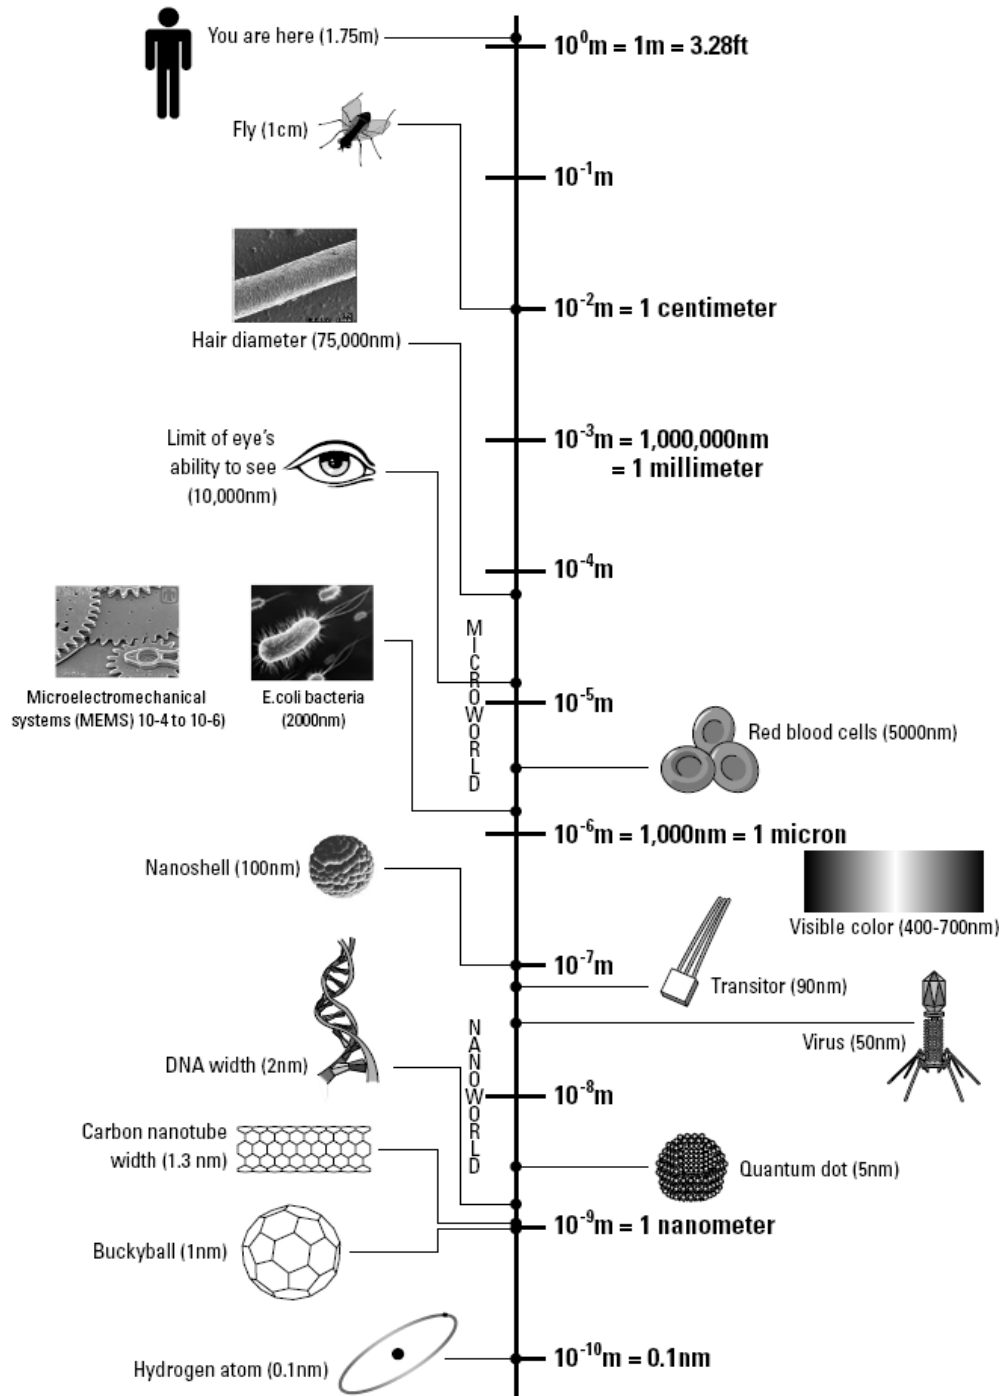 You are here (1.75m)
10⁰m = 1m = 3.28ft
Fly (1cm)
10⁻¹m
10⁻²m = 1 centimeter
Hair diameter (75,000nm)
10⁻³m = 1,000,000nm
= 1 millimeter
Limit of eye's
ability to see
(10,000nm)
10⁻⁴m
MICROWORLD
Microelectromechanical
systems (MEMS) 10-4 to 10-6)
E.coli bacteria
(2000nm)
10⁻⁵m
Red blood cells (5000nm)
10⁻⁶m = 1,000nm = 1 micron
Nanoshell (100nm)
Visible color (400-700nm)
10⁻⁷m
Transitor (90nm)
NANOWORLD
Virus (50nm)
DNA width (2nm)
10⁻⁸m
Carbon nanotube
width (1.3 nm)
Quantum dot (5nm)
10⁻⁹m = 1 nanometer
Buckyball (1nm)
10⁻¹⁰m = 0.1nm
Hydrogen atom (0.1nm)